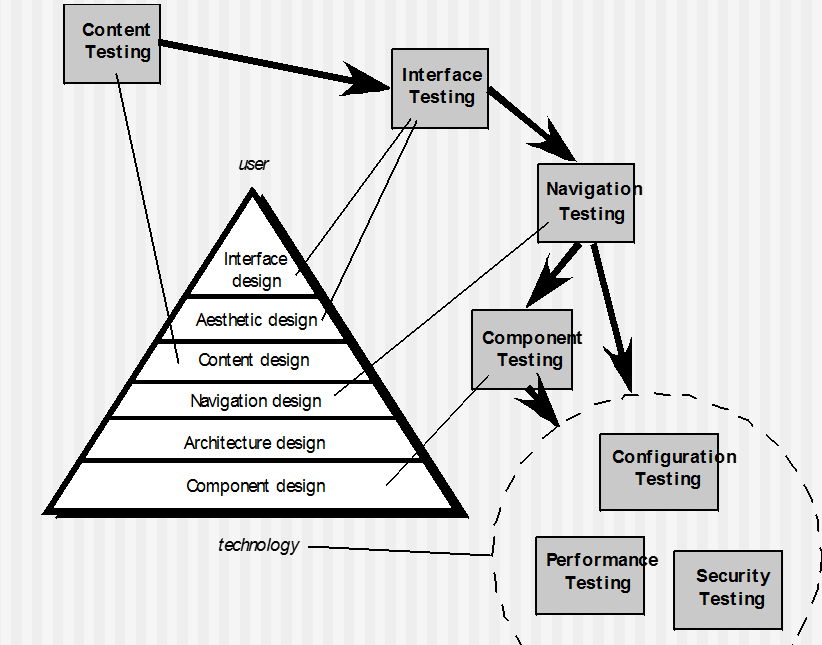 Content
Testing
Interface
Testing
user
Navigation
Testing
Interface
design
Aesthetic design
Component
Testing
Content design
Navigation design
Architecture design
Component design
Configuration
Testing
technology
Performance
Testing
Security
Testing